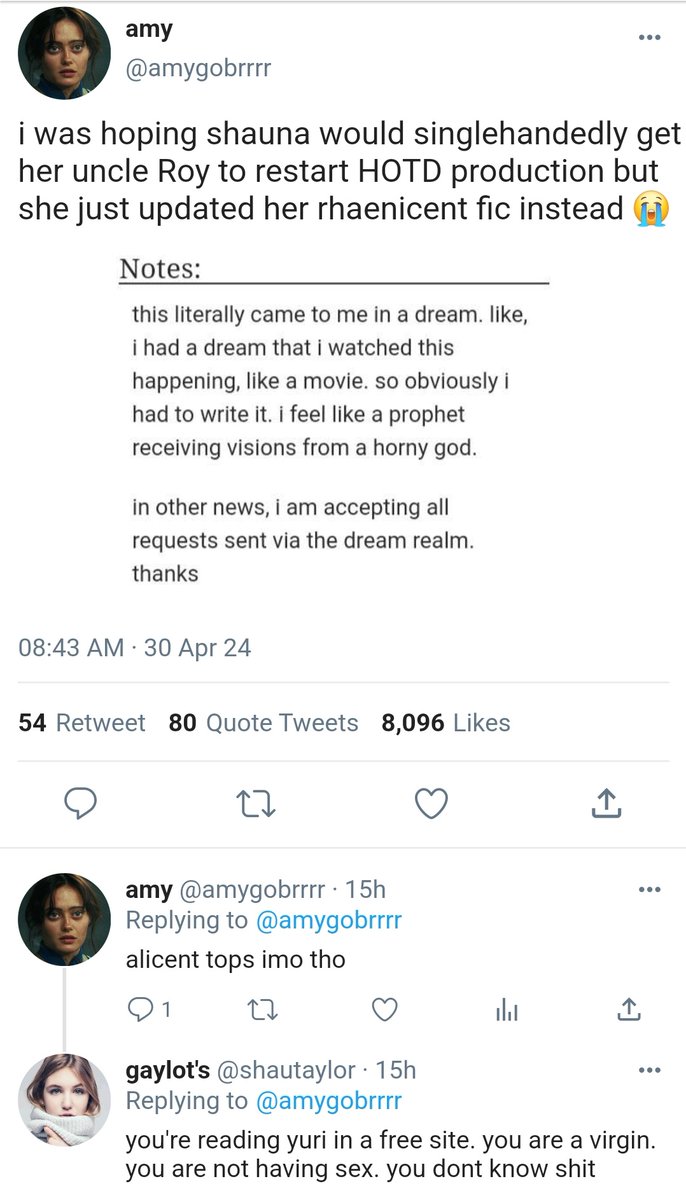 amy
@amygobrrrr
i was hoping shauna would singlehandedly get
her uncle Roy to restart HOTD production but
she just updated her rhaenicent fic instead 😭
Notes:
this literally came to me in a dream. like,
i had a dream that i watched this
happening, like a movie. so obviously i
had to write it. i feel like a prophet
receiving visions from a horny god.
in other news, i am accepting all
requests sent via the dream realm.
thanks
08:43 AM · 30 Apr 24
54 Retweet 80 Quote Tweets 8,096 Likes
amy @amygobrrrr · 15h
Replying to @amygobrrrr
alicent tops imo tho
1
gaylot's @shautaylor · 15h
Replying to @amygobrrrr
you're reading yuri in a free site. you are a virgin.
you are not having sex. you dont know shit